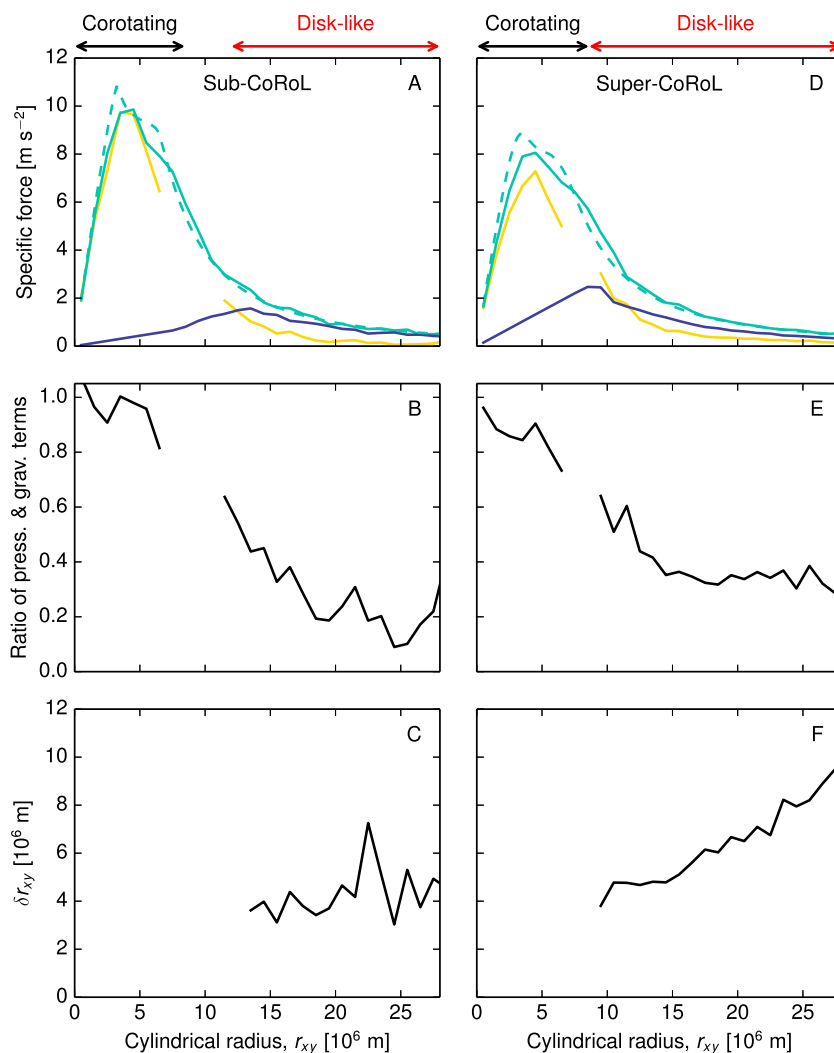 Corotating Disk-like Corotating Disk-like
Sub-CoRoL A Super-CoRoL D
Specific force [m s⁻²]
12
10
8
6
4
2
0
B E
Ratio of press. & grav. terms
1.0
0.8
0.6
0.4
0.2
0.0
C F
δr_xy [10⁶ m]
12
10
8
6
4
2
0
0 5 10 15 20 25 0 5 10 15 20 25
Cylindrical radius, r_xy [10⁶ m] Cylindrical radius, r_xy [10⁶ m]